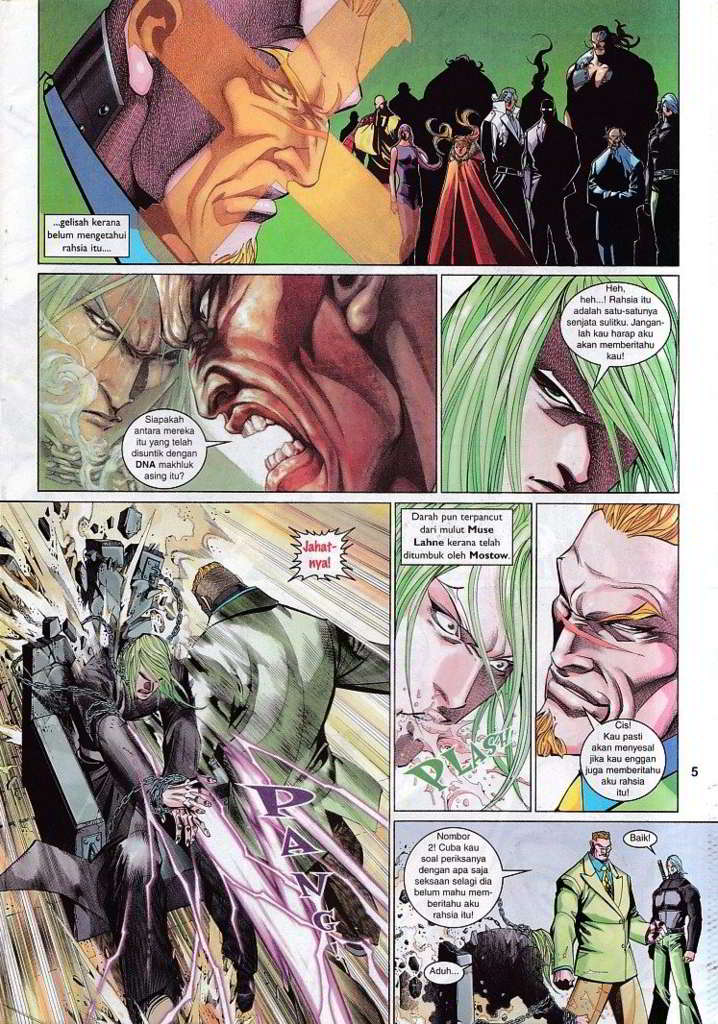 ...gelisah kerana
belum mengetahui
rahsia itu....
Siapakah
antara mereka
itu yang telah
disuntik dengan
DNA makhluk
asing itu?
Heh,
heh...! Rahsia itu
adalah satu-satunya
senjata sulitku. Jangan-
lah kau harap aku
akan memberitahu
kau!
Jahat-
nya!
PANG
Darah pun terpancut
dari mulut Muse
Lahne kerana telah
ditumbuk oleh Mostow.
PLASH
Cis!
Kau pasti
akan menyesal
jika kau enggan
juga memberitahu
aku rahsia
itu!
5
Nombor
2! Cuba kau
soal periksanya
dengan apa saja
seksaan selagi dia
belum mahu mem-
beritahu aku
rahsia itu!
Baik!
Aduh...